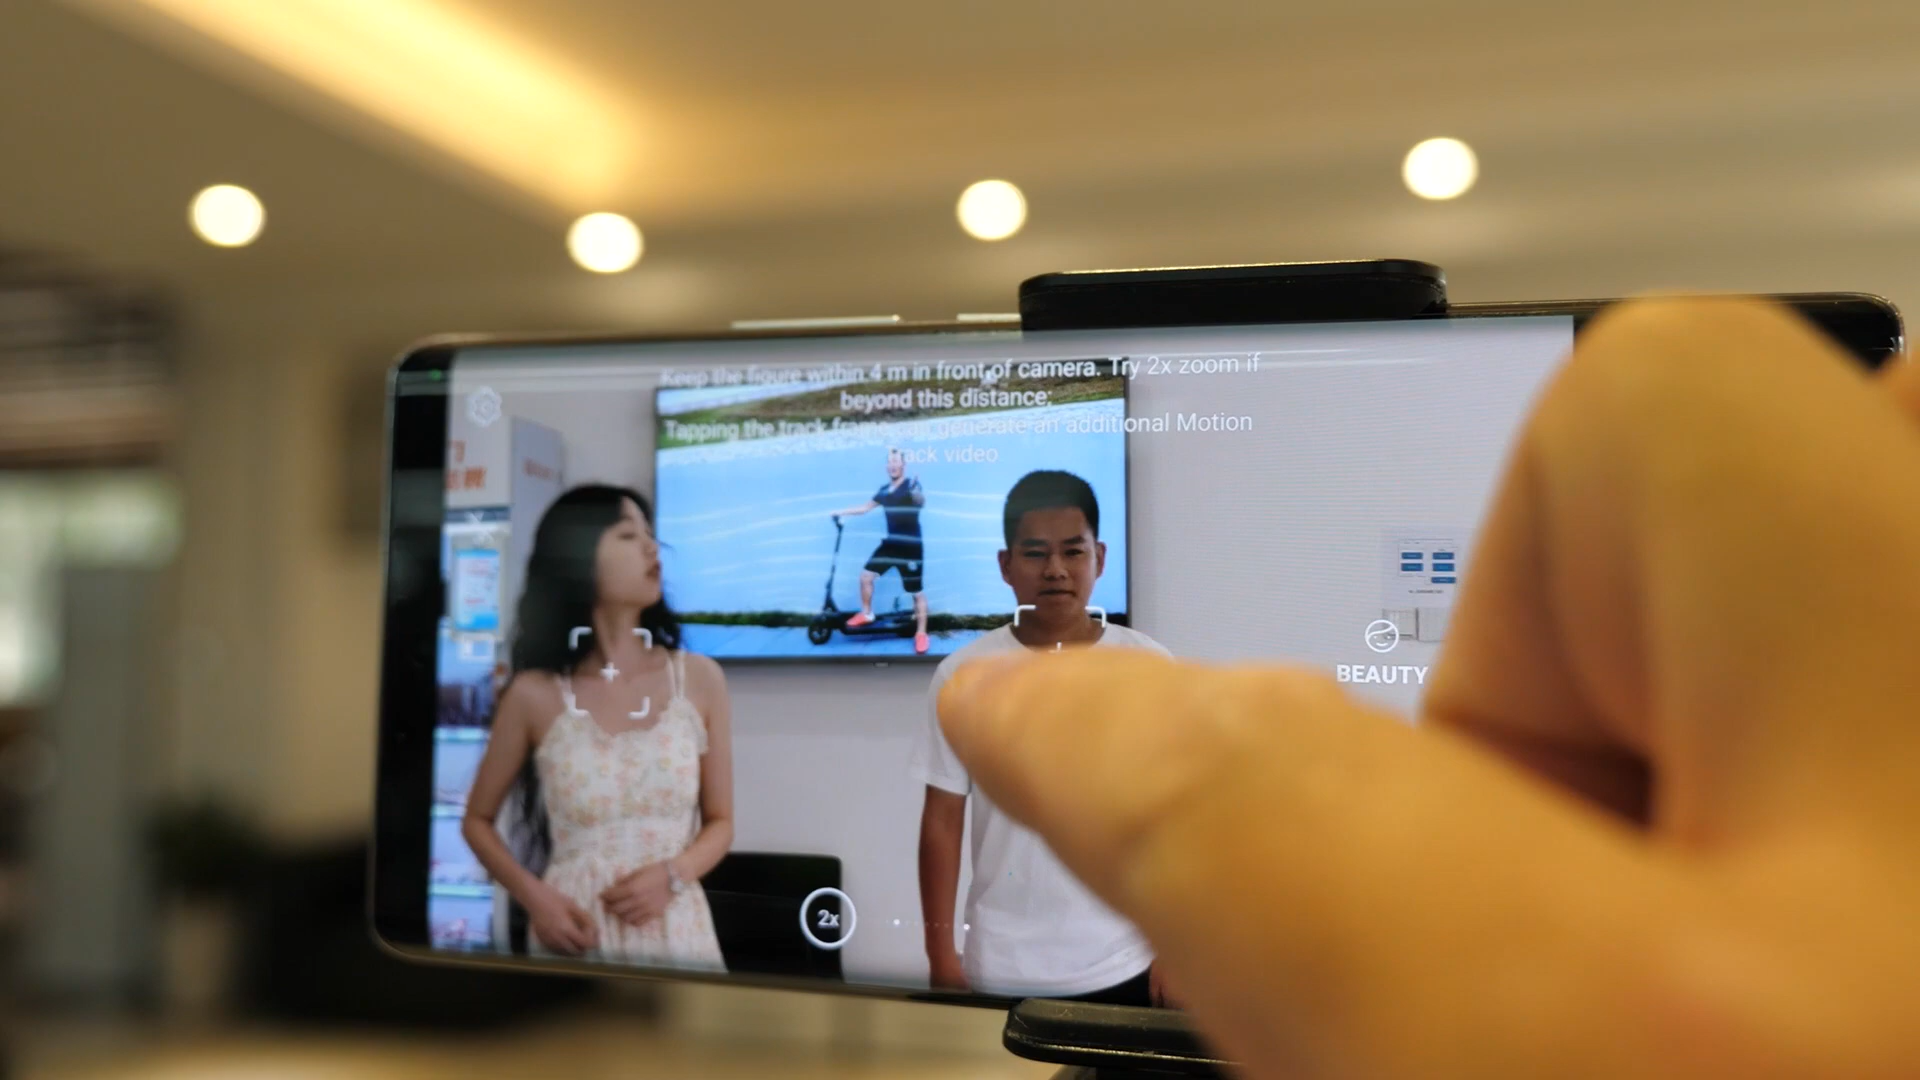 Keep the figure within 4 m in front of camera. Try 2x zoom if
beyond this distance;
Tapping the track frame can generate an additional Motion
Track video
BEAUTY
2x